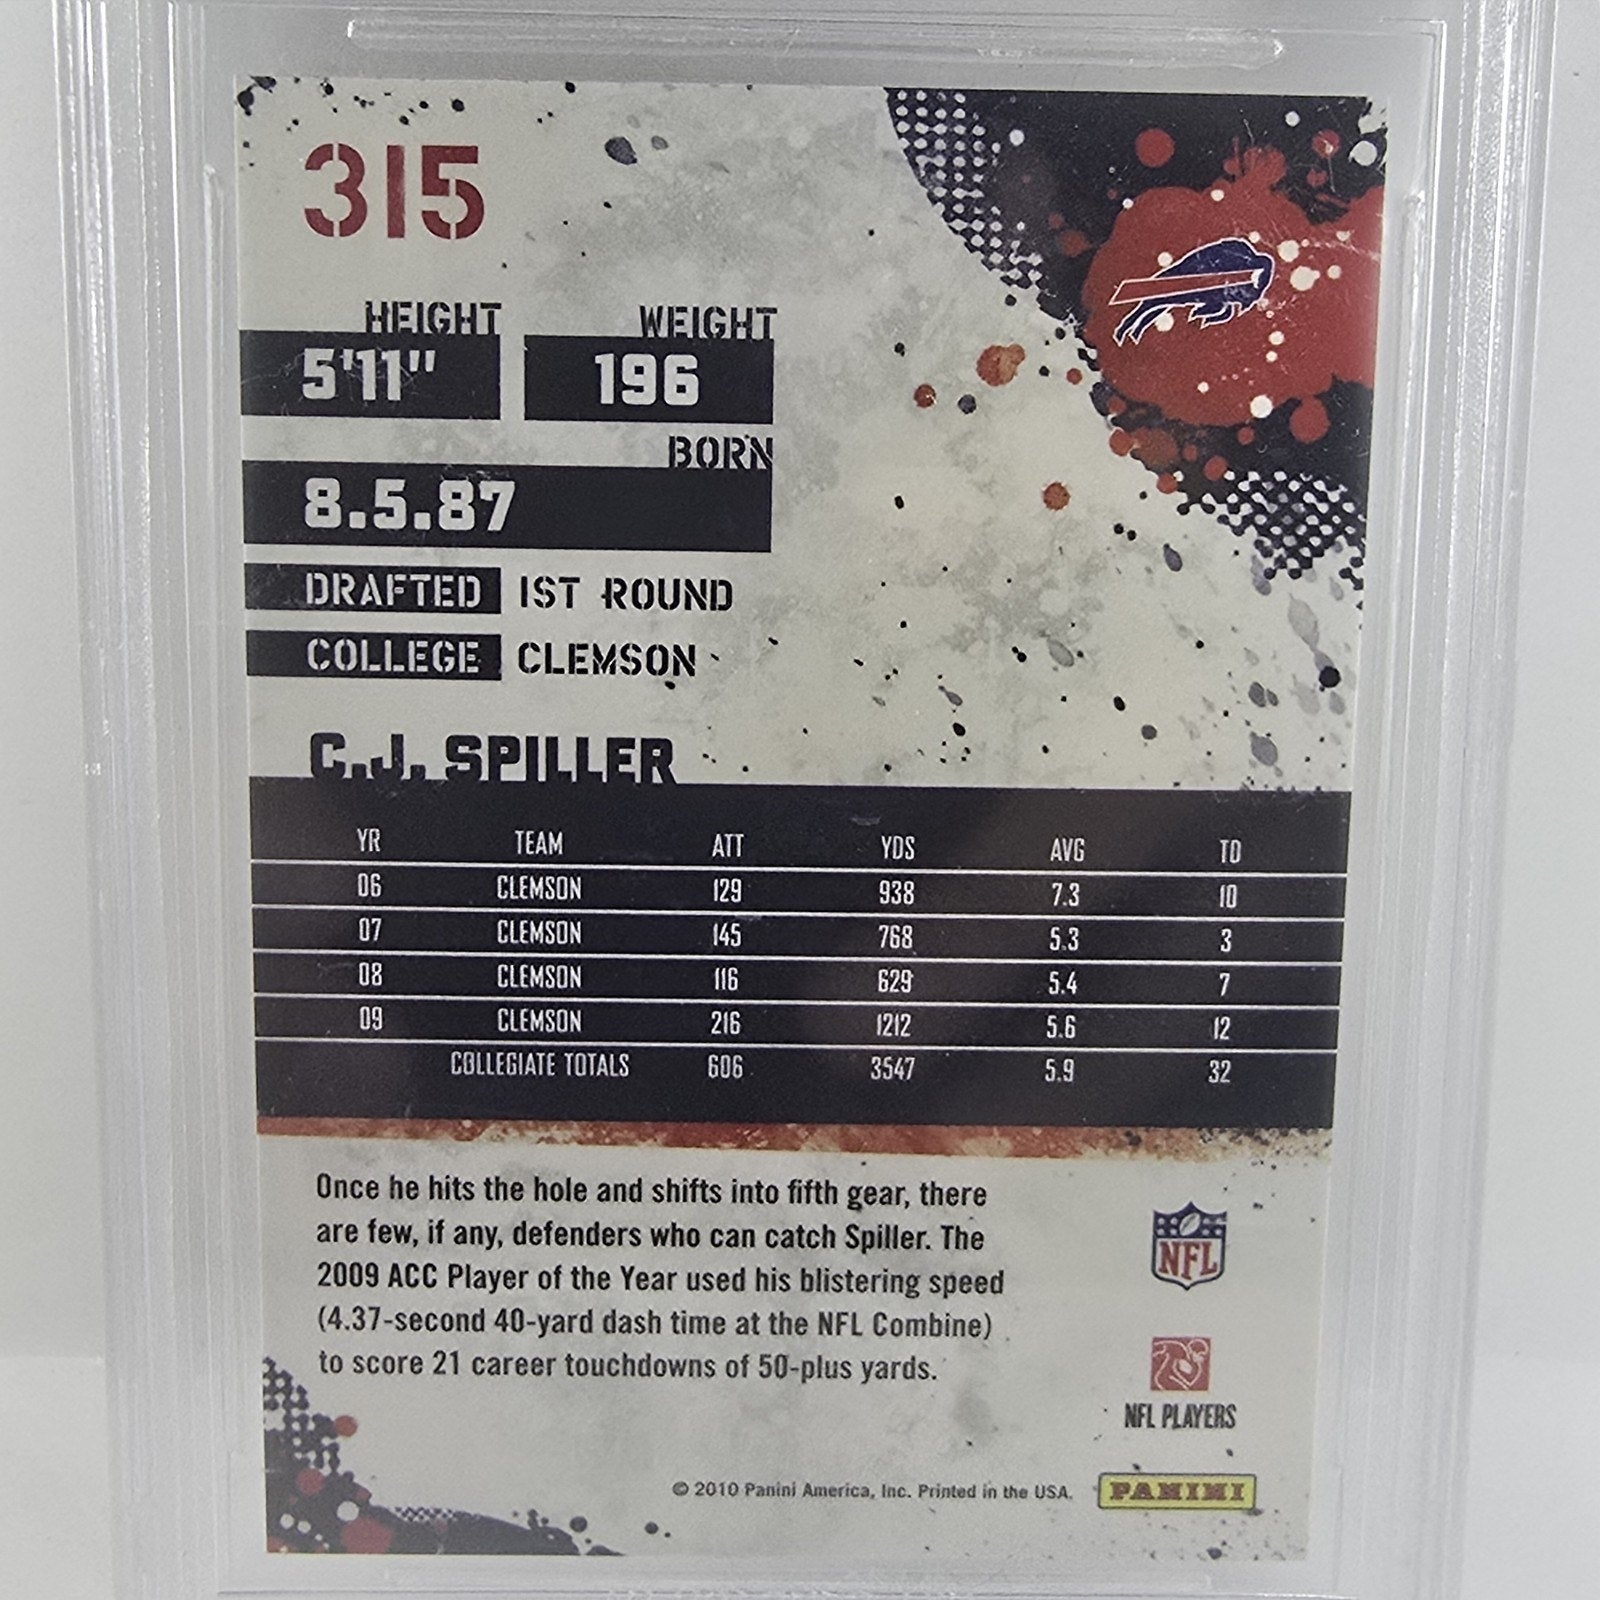 315
HEIGHT WEIGHT
5'11" 196
BORN
8.5.87
DRAFTED 1ST ROUND
COLLEGE CLEMSON
C.J. SPILLER
YR TEAM ATT YDS AVG TD
06 CLEMSON 129 938 7.3 10
07 CLEMSON 145 768 5.3 3
08 CLEMSON 116 629 5.4 7
09 CLEMSON 216 1212 5.6 12
COLLEGIATE TOTALS 606 3547 5.9 32
Once he hits the hole and shifts into fifth gear, there
are few, if any, defenders who can catch Spiller. The
2009 ACC Player of the Year used his blistering speed
(4.37-second 40-yard dash time at the NFL Combine)
to score 21 career touchdowns of 50-plus yards.
NFL
NFL PLAYERS
© 2010 Panini America, Inc. Printed in the USA.
PANINI